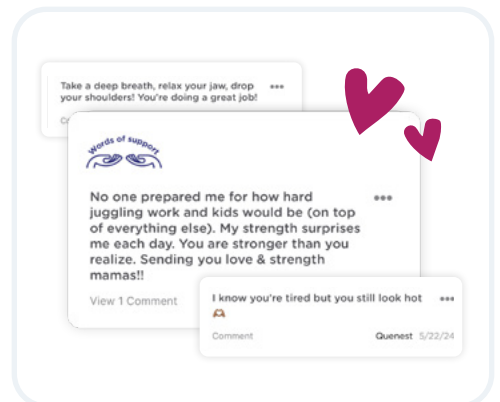 Take a deep breath, relax your jaw, drop
your shoulders! You're doing a great job!
Words of support
No one prepared me for how hard
juggling work and kids would be (on top
of everything else). My strength surprises
me each day. You are stronger than you
realize. Sending you love & strength
mamas!!
View 1 Comment
I know you're tired but you still look hot
🫶🏽
Comment
Quenest 5/22/24